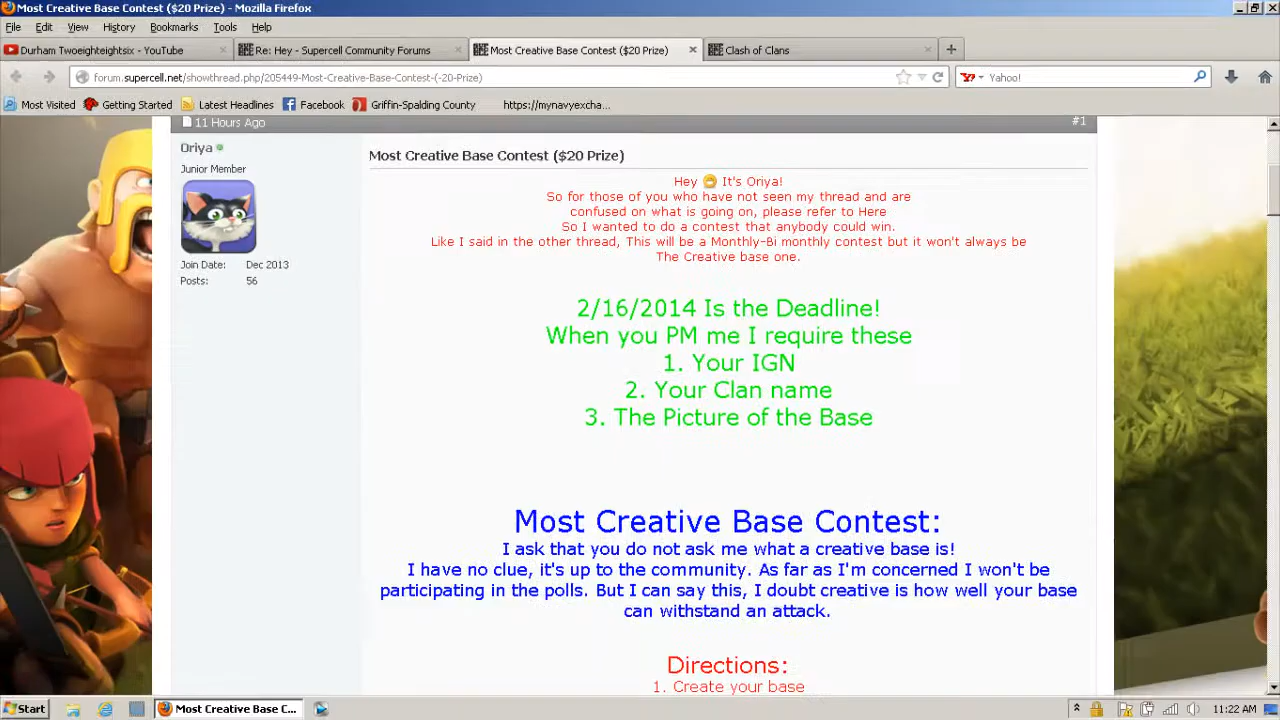 Most Creative Base Contest ($20 Prize) - Mozilla Firefox
File Edit View History Bookmarks Tools Help
Durham Twoeighteightsix - YouTube
Re: Hey - Supercell Community Forums
Most Creative Base Contest ($20 Prize)
Clash of Clans
forum.supercell.net/showthread.php/205449-Most-Creative-Base-Contest-(-20-Prize)
Yahoo!
Most Visited Getting Started Latest Headlines Facebook Griffin-Spalding County https://mynavyexcha...
11 Hours Ago
#1
Oriya
Junior Member
Join Date: Dec 2013
Posts: 56
Most Creative Base Contest ($20 Prize)
Hey It's Oriya!
So for those of you who have not seen my thread and are
confused on what is going on, please refer to Here
So I wanted to do a contest that anybody could win.
Like I said in the other thread, This will be a Monthly-Bi monthly contest but it won't always be
The Creative base one.
2/16/2014 Is the Deadline!
When you PM me I require these
1. Your IGN
2. Your Clan name
3. The Picture of the Base
Most Creative Base Contest:
I ask that you do not ask me what a creative base is!
I have no clue, it's up to the community. As far as I'm concerned I won't be
participating in the polls. But I can say this, I doubt creative is how well your base
can withstand an attack.
Directions:
1. Create your base
Start
Most Creative Base C...
11:22 AM